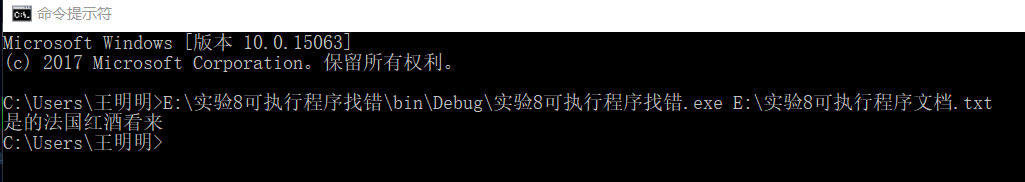 命令提示符
Microsoft Windows [版本 10.0.15063]
(c) 2017 Microsoft Corporation。保留所有权利。
C:\Users\王明明>E:\实验8可执行程序找错\bin\Debug\实验8可执行程序找错.exe E:\实验8可执行程序文档.txt
是的法国红酒看来
C:\Users\王明明>